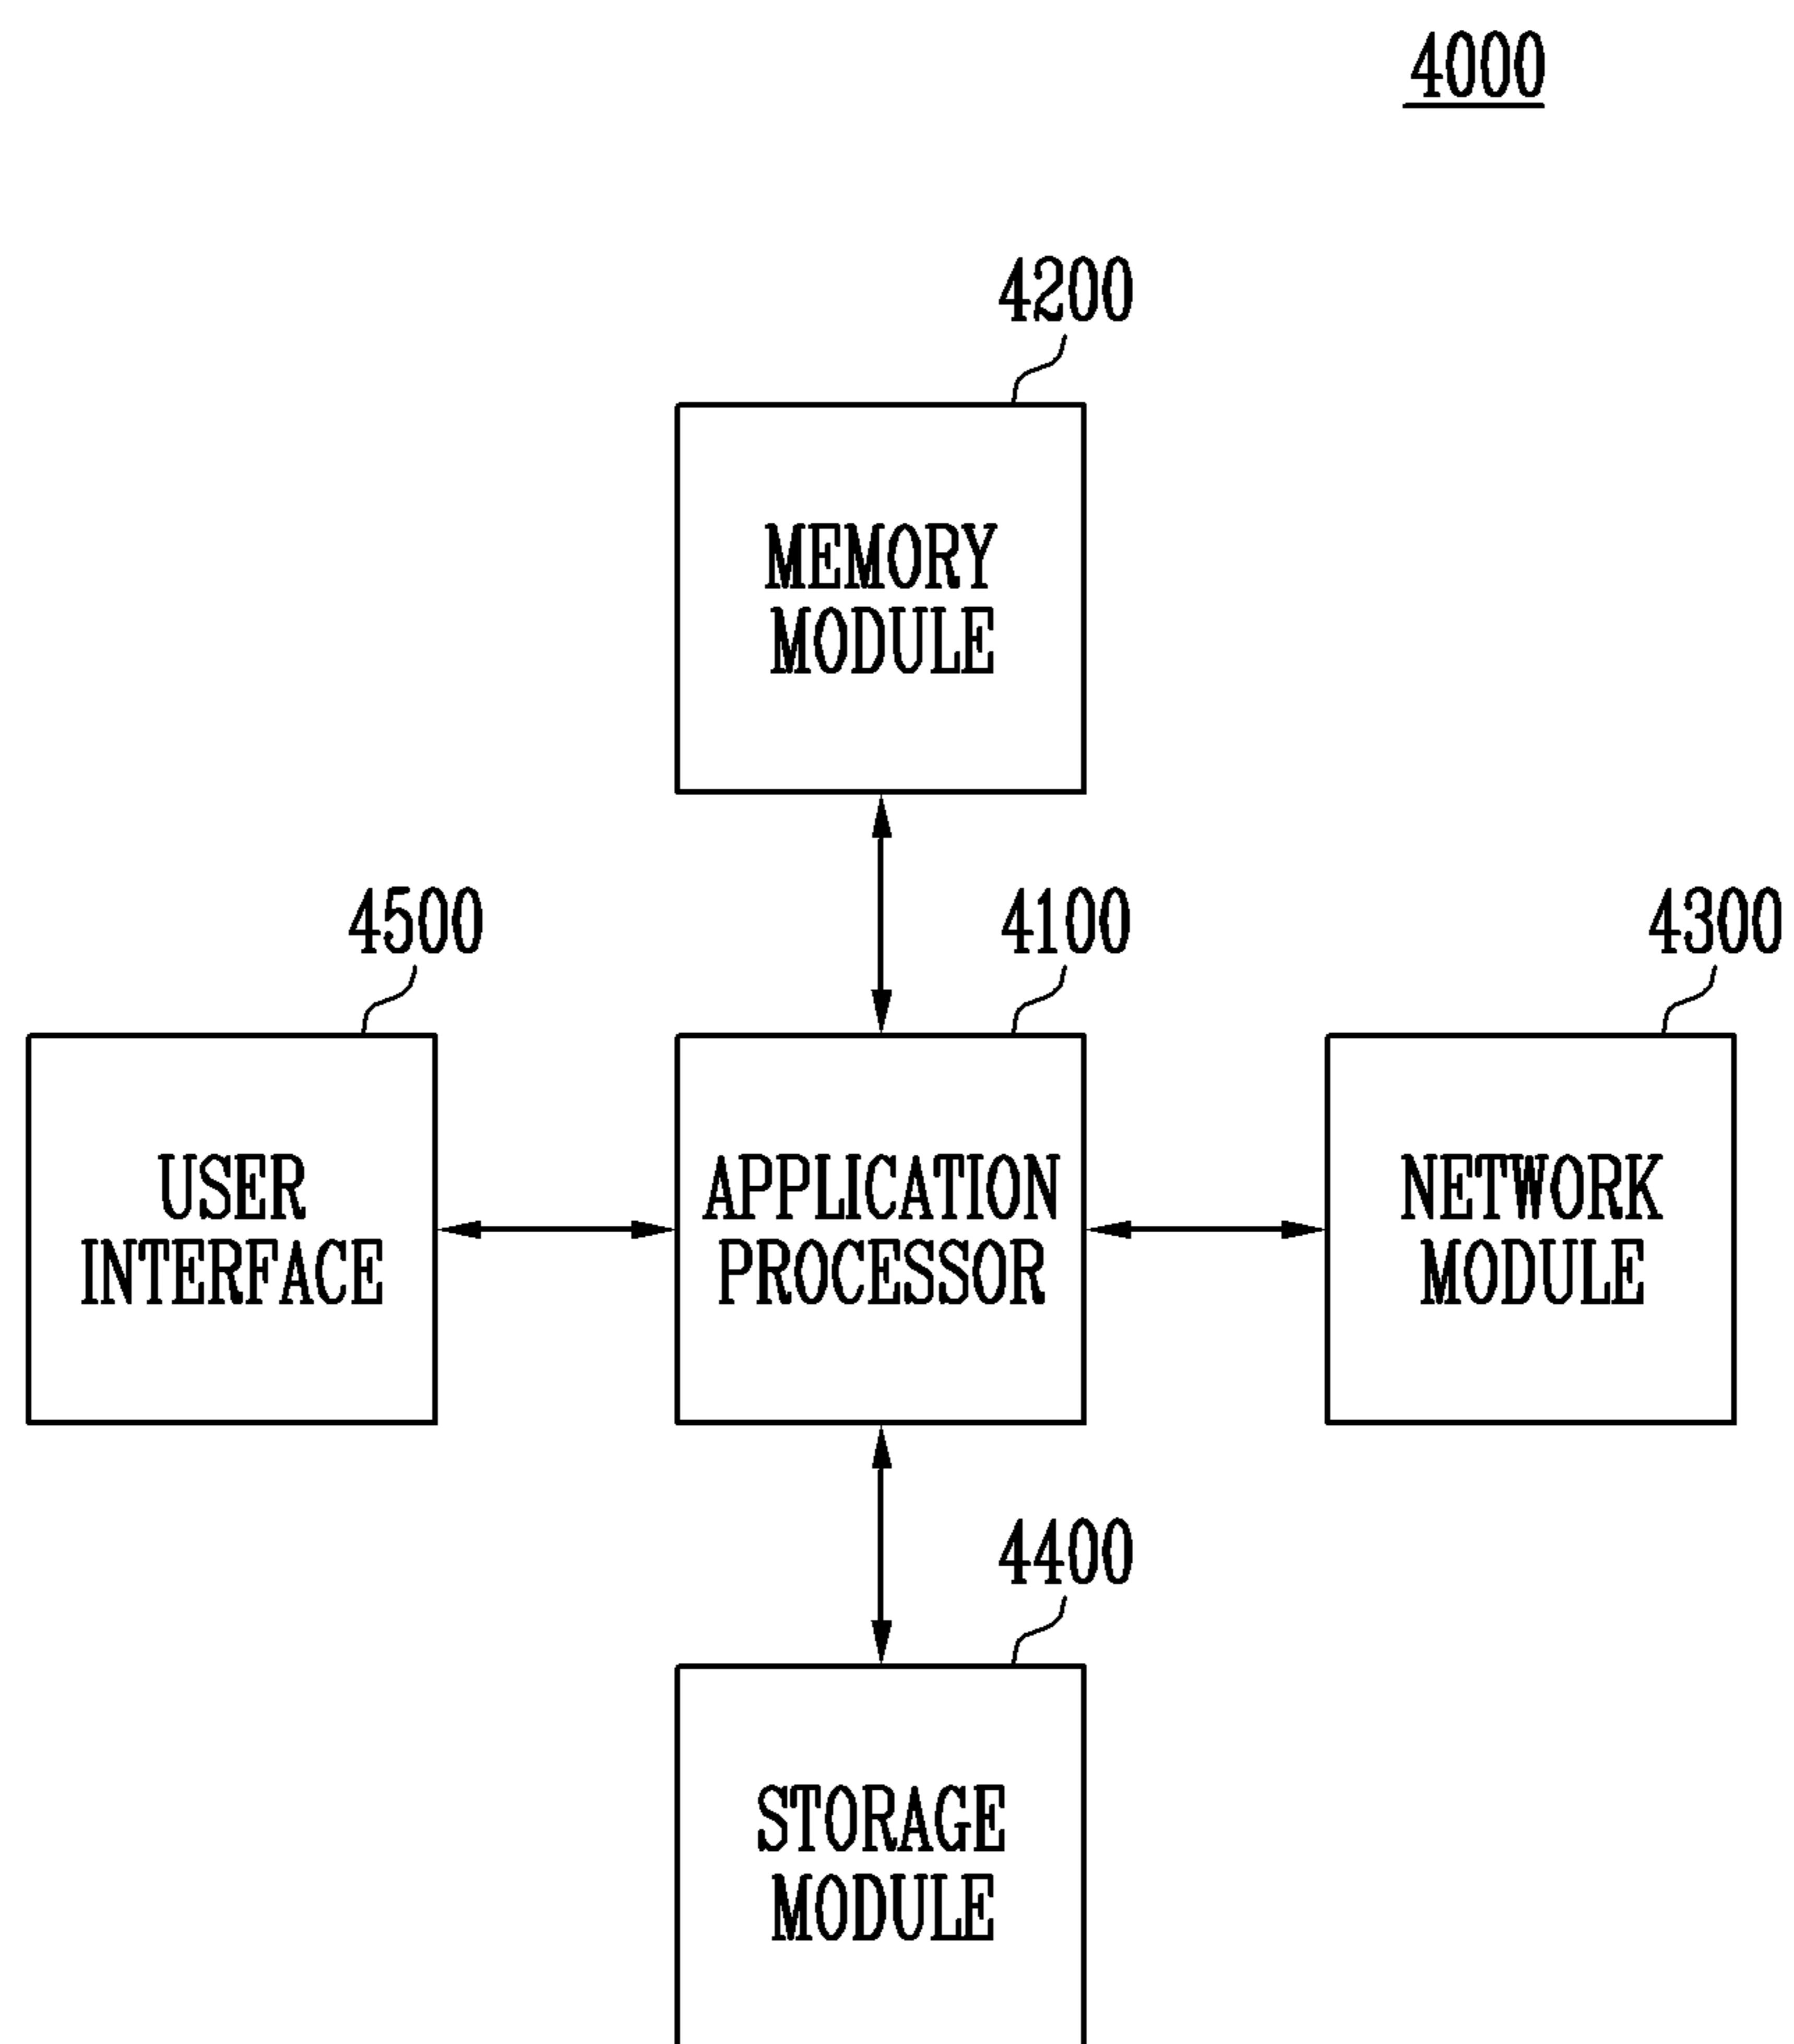 4000
4200
MEMORY
MODULE
4500
4100
4300
USER
INTERFACE
APPLICATION
PROCESSOR
NETWORK
MODULE
4400
STORAGE
MODULE